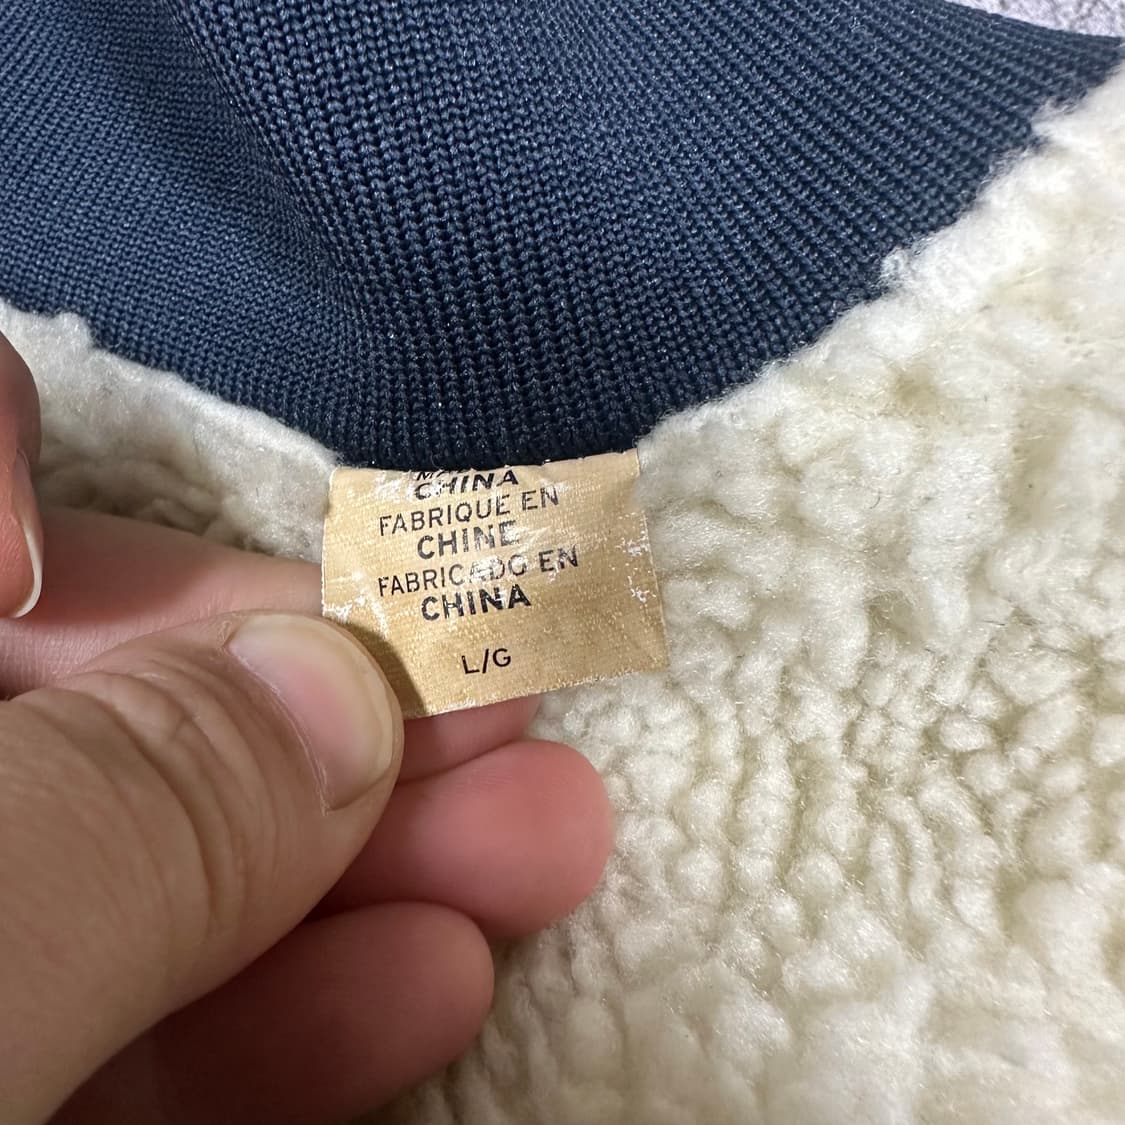 CHINA
FABRIQUE EN
CHINE
FABRICADO EN
CHINA
L/G